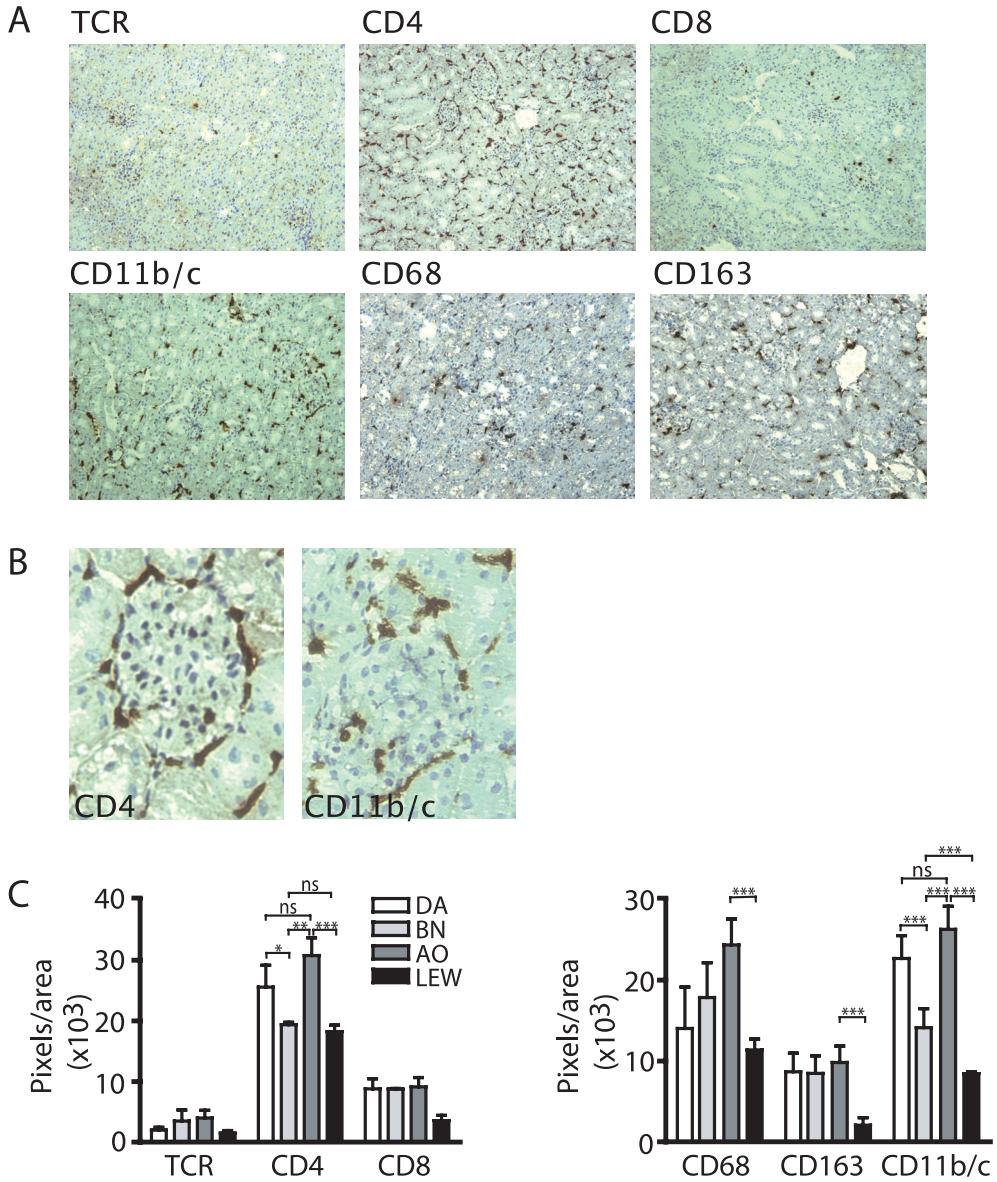 A
TCR CD4 CD8
CD11b/c CD68 CD163
B
CD4 CD11b/c
C
Pixels/area
(x10³)
40
30
20
10
0
ns
ns
** ***
*
DA
BN
AO
LEW
TCR CD4 CD8
Pixels/area
(x10³)
30
20
10
0
***
***
***
ns
*** ***
***
CD68 CD163 CD11b/c